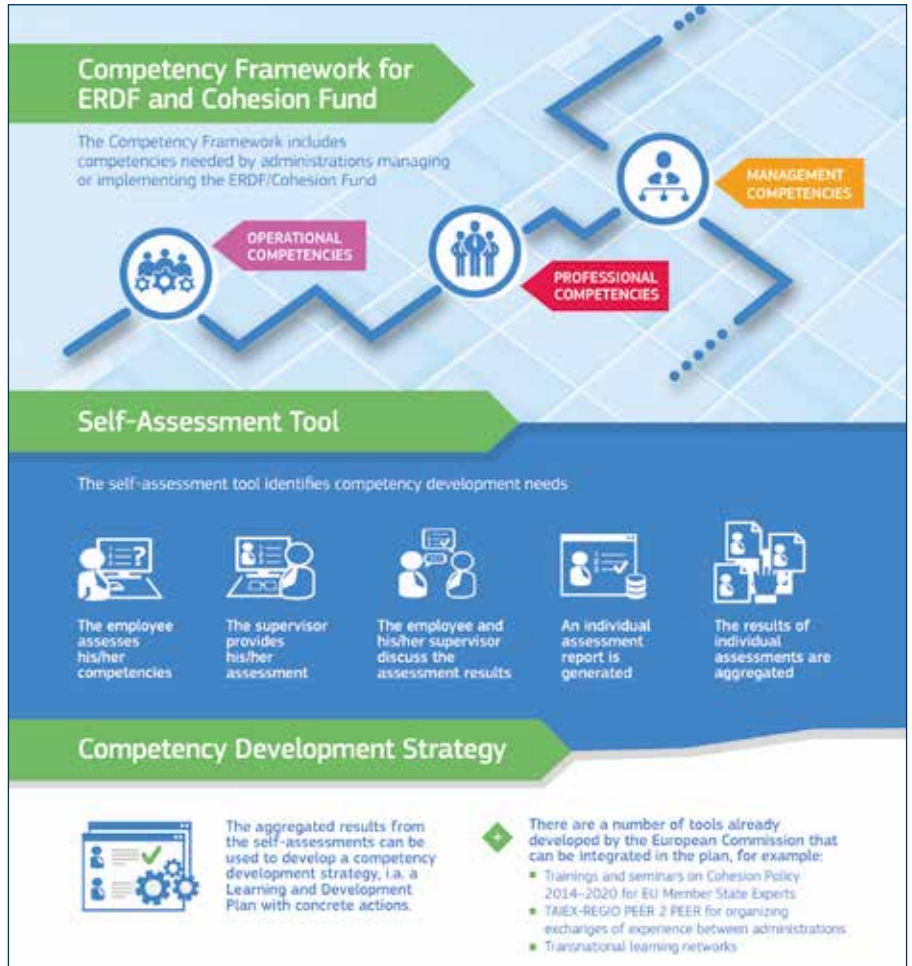 Competency Framework for
ERDF and Cohesion Fund
The Competency Framework includes
competencies needed by administrations managing
or implementing the ERDF/Cohesion Fund
MANAGEMENT
COMPETENCIES
OPERATIONAL
COMPETENCIES
PROFESSIONAL
COMPETENCIES
Self-Assessment Tool
The self-assessment tool identifies competency development needs
The employee
assesses
his/her
competencies
The supervisor
provides
his/her
assessment
The employee and
his/her supervisor
discuss the
assessment results
An individual
assessment
report is
generated
The results of
individual
assessments are
aggregated
Competency Development Strategy
The aggregated results from
the self-assessments can be
used to develop a competency
development strategy, i.a. a
Learning and Development
Plan with concrete actions.
There are a number of tools already
developed by the European Commission that
can be integrated in the plan, for example:
Trainings and seminars on Cohesion Policy
2014–2020 for EU Member State Experts
TAIEX-REGIO PEER 2 PEER for organizing
exchanges of experience between administrations
Transnational learning networks